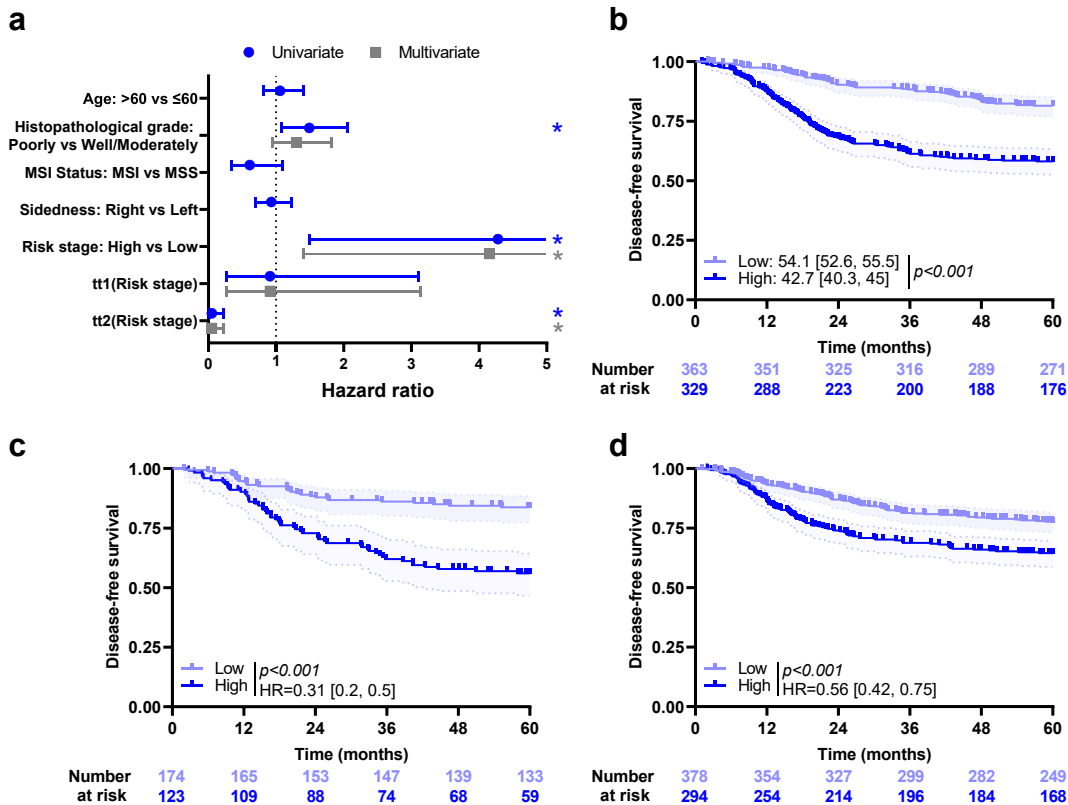 a
Univariate
Multivariate
Age: >60 vs ≤60
Histopathological grade:
Poorly vs Well/Moderately
*
MSI Status: MSI vs MSS
Sidedness: Right vs Left
Risk stage: High vs Low
*
*
tt1(Risk stage)
tt2(Risk stage)
*
*
0 1 2 3 4 5
Hazard ratio
b
Disease-free survival
1.00
0.75
0.50
0.25
0.00
Low: 54.1 [52.6, 55.5]
High: 42.7 [40.3, 45]
p<0.001
0 12 24 36 48 60
Time (months)
Number 363 351 325 316 289 271
at risk 329 288 223 200 188 176
c
Disease-free survival
1.00
0.75
0.50
0.25
0.00
Low
High
p<0.001
HR=0.31 [0.2, 0.5]
0 12 24 36 48 60
Time (months)
Number 174 165 153 147 139 133
at risk 123 109 88 74 68 59
d
Disease-free survival
1.00
0.75
0.50
0.25
0.00
Low
High
p<0.001
HR=0.56 [0.42, 0.75]
0 12 24 36 48 60
Time (months)
Number 378 354 327 299 282 249
at risk 294 254 214 196 184 168